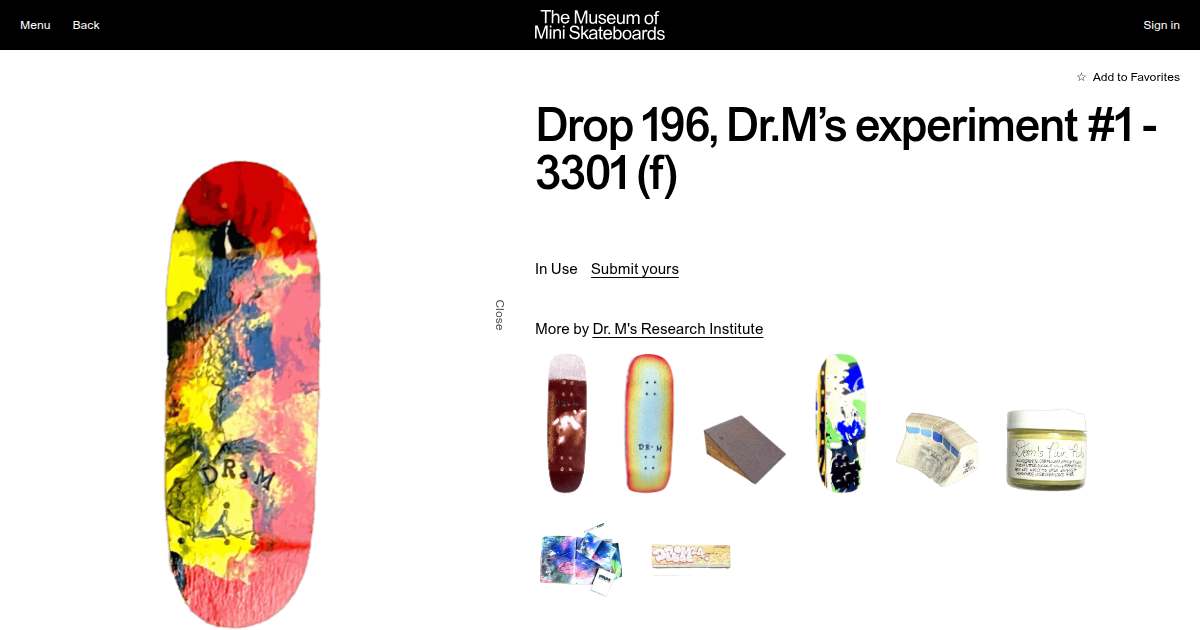 Menu
Back
The Museum of
Mini Skateboards
Sign in
☆ Add to Favorites
Drop 196, Dr.M’s experiment #1 -
3301 (f)
In Use
Submit yours
Close
More by Dr. M's Research Institute
DR. M
DR. M